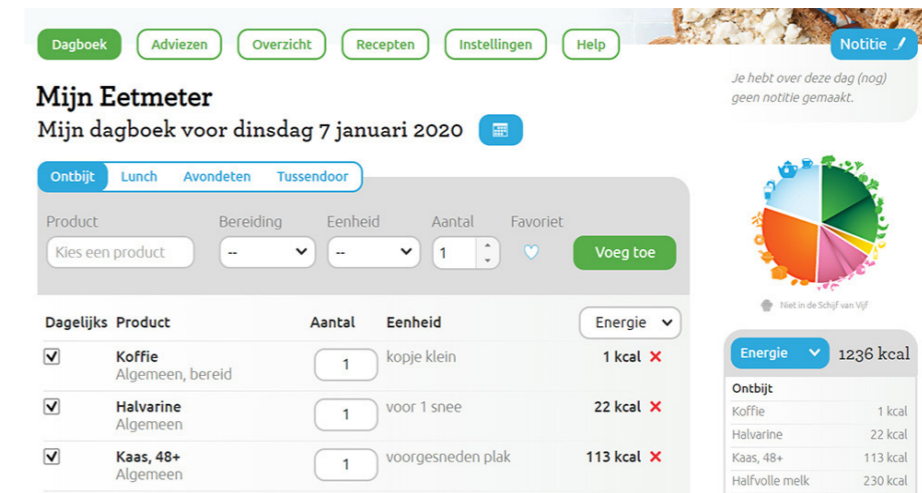 Dagboek Adviezen Overzicht Recepten Instellingen Help
Notitie
Je hebt over deze dag (nog)
geen notitie gemaakt.
Mijn Eetmeter
Mijn dagboek voor dinsdag 7 januari 2020
Ontbijt Lunch Avondeten Tussendoor
Product Bereiding Eenheid Aantal Favoriet
Kies een product -- -- 1 Voeg toe
Niet in de Schijf van Vijf
Dagelijks Product Aantal Eenheid Energie
Koffie 1 kopje klein 1 kcal
Algemeen, bereid
Halvarine 1 voor 1 snee 22 kcal
Algemeen
Kaas, 48+ 1 voorgesneden plak 113 kcal
Algemeen
Energie 1236 kcal
Ontbijt
Koffie 1 kcal
Halvarine 22 kcal
Kaas, 48+ 113 kcal
Halfvolle melk 230 kcal